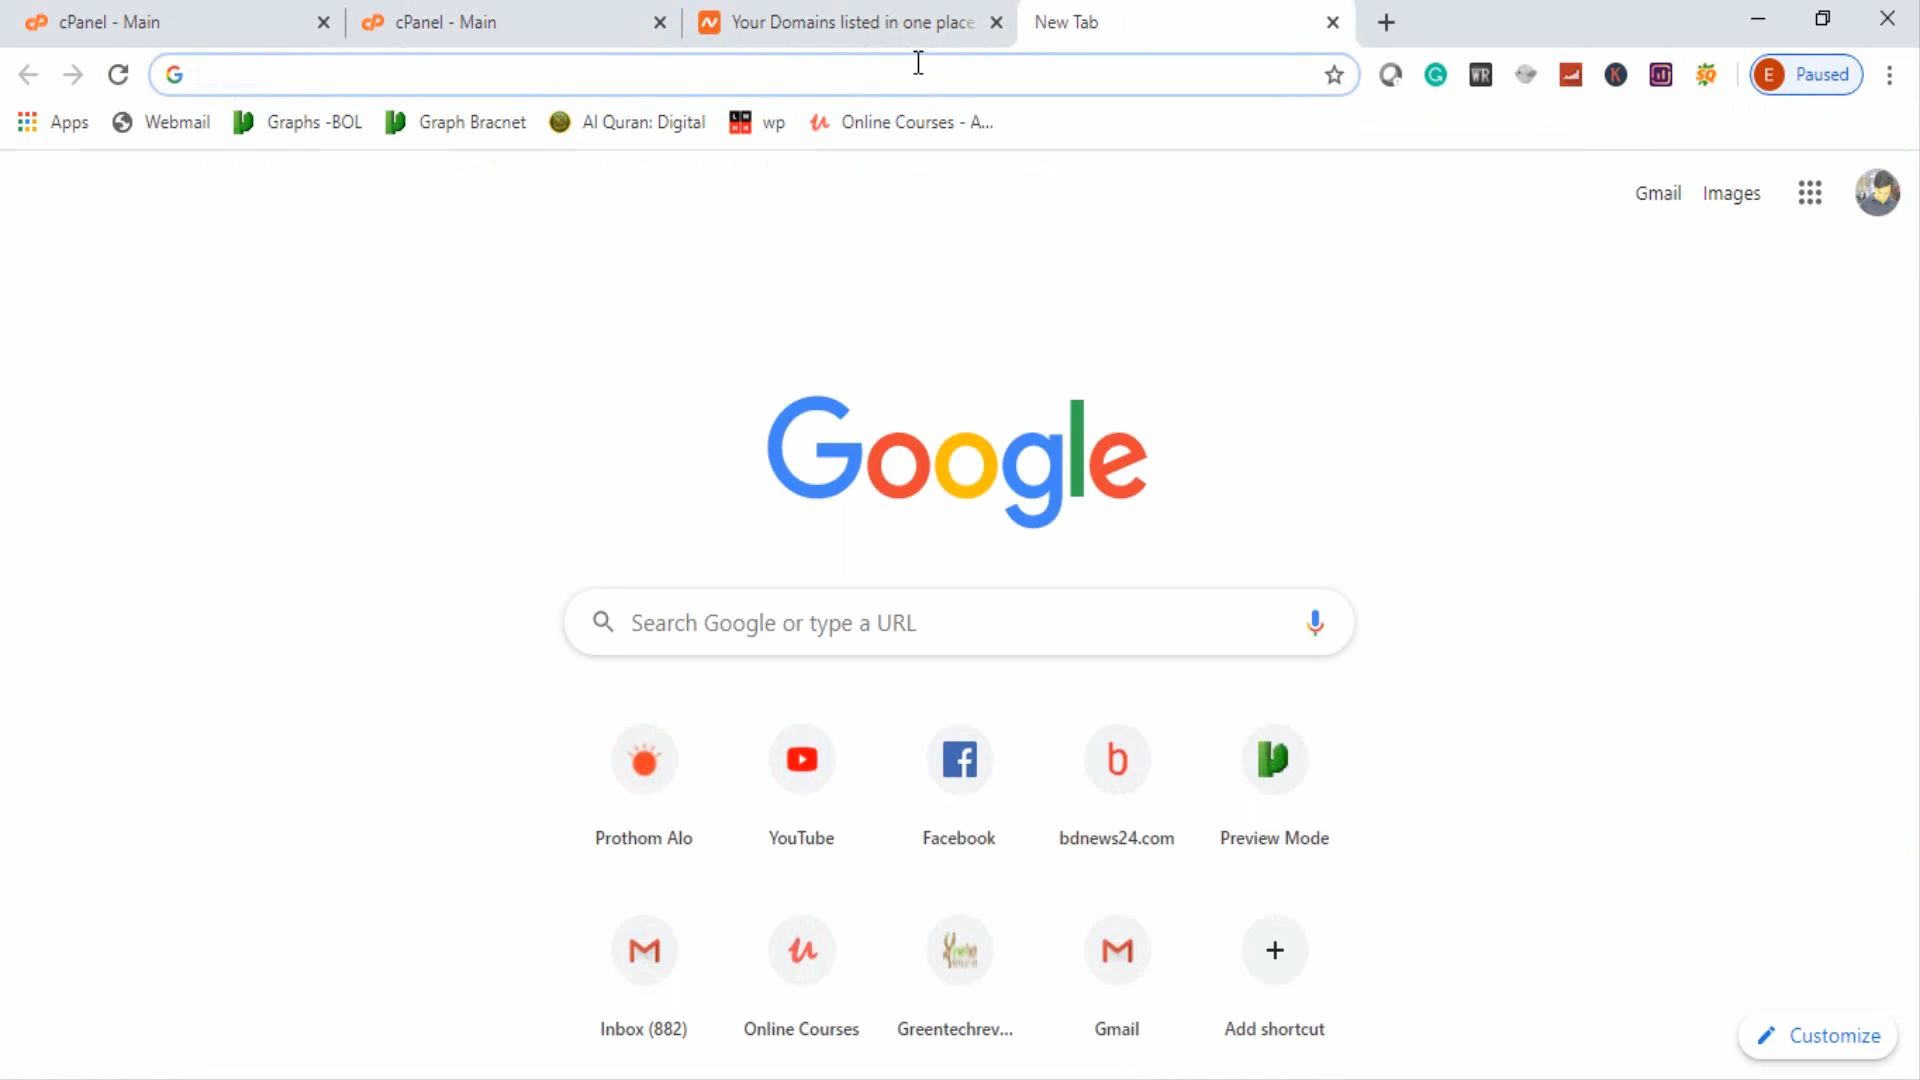 cPanel - Main
cPanel - Main
Your Domains listed in one place
New Tab
Paused
E
WR
K
SQ
Apps
Webmail
Graphs -BOL
Graph Bracnet
Al Quran: Digital
wp
Online Courses - A...
Gmail
Images
Google
Search Google or type a URL
Prothom Alo
YouTube
Facebook
bdnews24.com
Preview Mode
Inbox (882)
Online Courses
Greentechrev...
Gmail
Add shortcut
Customize